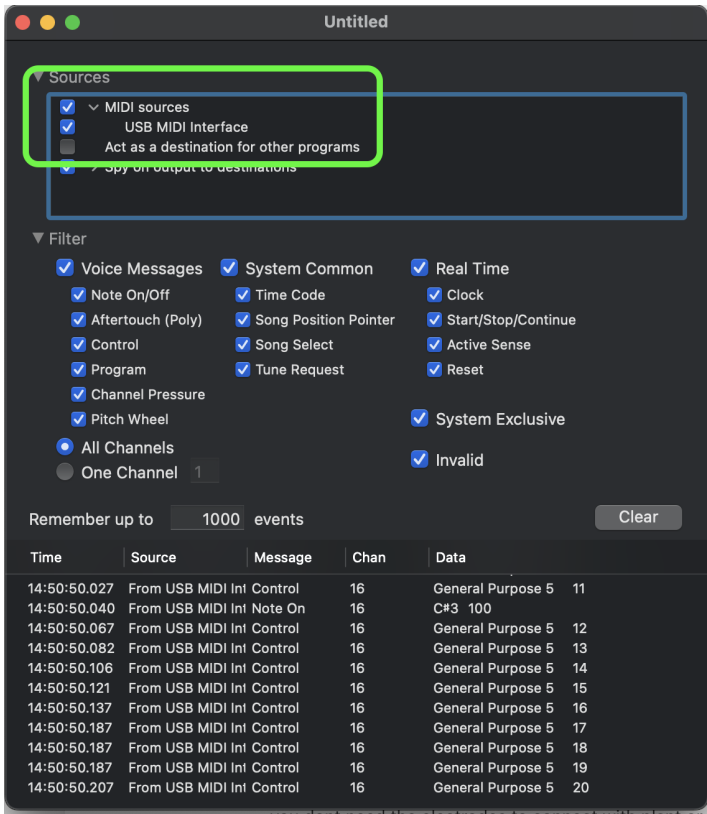 Untitled
Sources
MIDI sources
USB MIDI Interface
Act as a destination for other programs
Spy on output to destinations
Filter
Voice Messages System Common Real Time
Note On/Off Time Code Clock
Aftertouch (Poly) Song Position Pointer Start/Stop/Continue
Control Song Select Active Sense
Program Tune Request Reset
Channel Pressure
Pitch Wheel System Exclusive
All Channels
One Channel 1 Invalid
Remember up to 1000 events Clear
Time Source Message Chan Data
14:50:50.027 From USB MIDI Int Control 16 General Purpose 5 11
14:50:50.040 From USB MIDI Int Note On 16 C#3 100
14:50:50.067 From USB MIDI Int Control 16 General Purpose 5 12
14:50:50.082 From USB MIDI Int Control 16 General Purpose 5 13
14:50:50.106 From USB MIDI Int Control 16 General Purpose 5 14
14:50:50.121 From USB MIDI Int Control 16 General Purpose 5 15
14:50:50.137 From USB MIDI Int Control 16 General Purpose 5 16
14:50:50.187 From USB MIDI Int Control 16 General Purpose 5 17
14:50:50.187 From USB MIDI Int Control 16 General Purpose 5 18
14:50:50.187 From USB MIDI Int Control 16 General Purpose 5 19
14:50:50.207 From USB MIDI Int Control 16 General Purpose 5 20